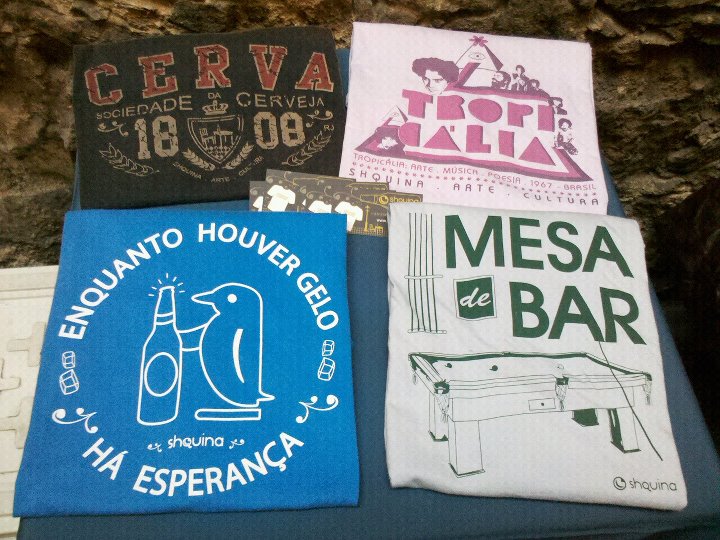 CERVA
SOCIEDADE DA CERVEJA
18 08 RJ
SHQUINA . ARTE . CULTURA
TROPI
CÁLIA
TROPICÁLIA: ARTE . MÚSICA . POESIA . 1967 . BRASIL
SHQUINA . ARTE . CULTURA
shquina
ENQUANTO HOUVER GELO
shquina
HÁ ESPERANÇA
MESA
de
BAR
shquina